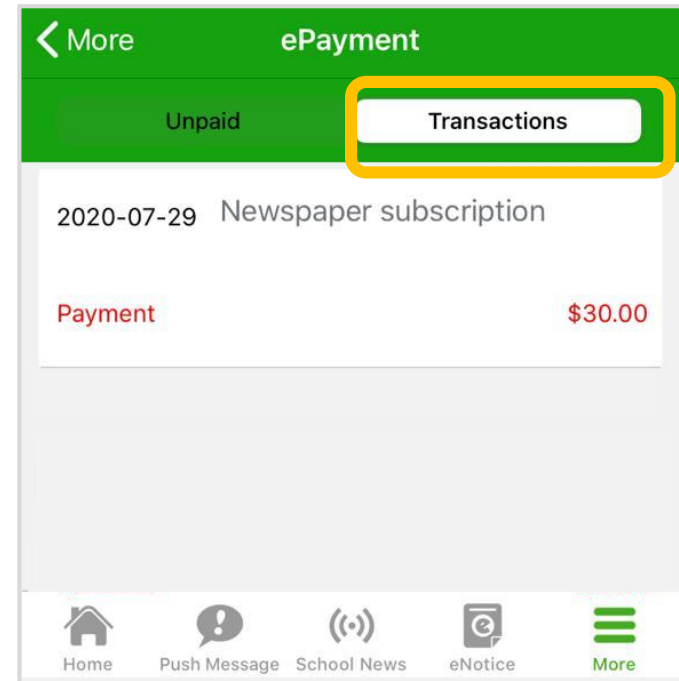 More ePayment
Unpaid Transactions
2020-07-29 Newspaper subscription
Payment $30.00
Home Push Message School News eNotice More